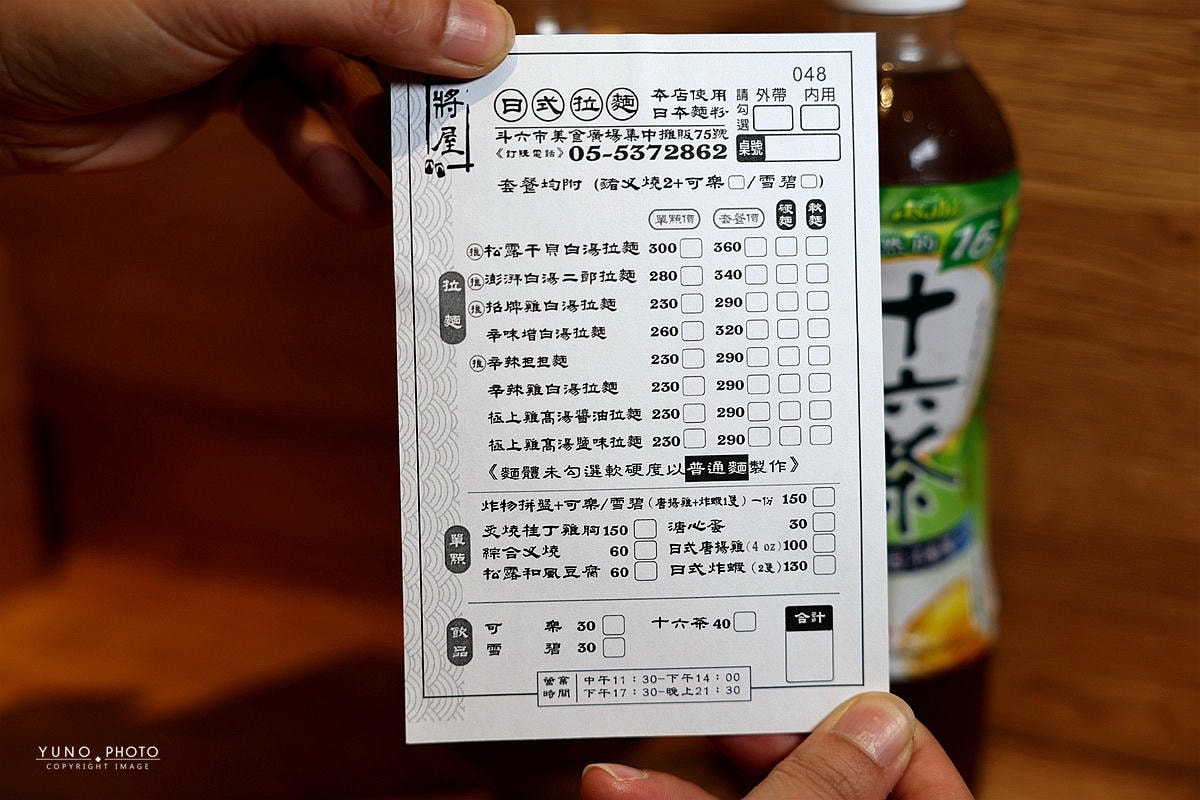 048
將屋
日式拉麵
本店使用
日本麵粉
請勾選 外帶 内用
斗六市美食廣場集中攤販75號
《訂購電話》05-5372862
桌號
套餐均附 (豬叉燒2+可樂□/雪碧□)
單點價 套餐價 硬麵 軟麵
拉麵
推 松露干貝白湯拉麵 300 360
推 澎湃白湯二郎拉麵 280 340
推 招牌雞白湯拉麵 230 290
辛味增白湯拉麵 260 320
推 辛辣担担麵 230 290
辛辣雞白湯拉麵 230 290
極上雞高湯醬油拉麵 230 290
極上雞高湯鹽味拉麵 230 290
《麵體未勾選軟硬度以普通麵製作》
單點
炸物拼盤+可樂/雪碧(唐揚雞+炸蝦1隻)一份 150
炙燒桂丁雞胸 150 溏心蛋 30
綜合叉燒 60 日式唐揚雞(4 oz) 100
松露和風豆腐 60 日式炸蝦(2隻) 130
飲品
可樂 30 十六茶 40
雪碧 30
合計
營業時間
中午11：30-下午14：00
下午17：30-晚上21：30
Asahi
16
十六茶
YUNO PHOTO
COPYRIGHT IMAGE